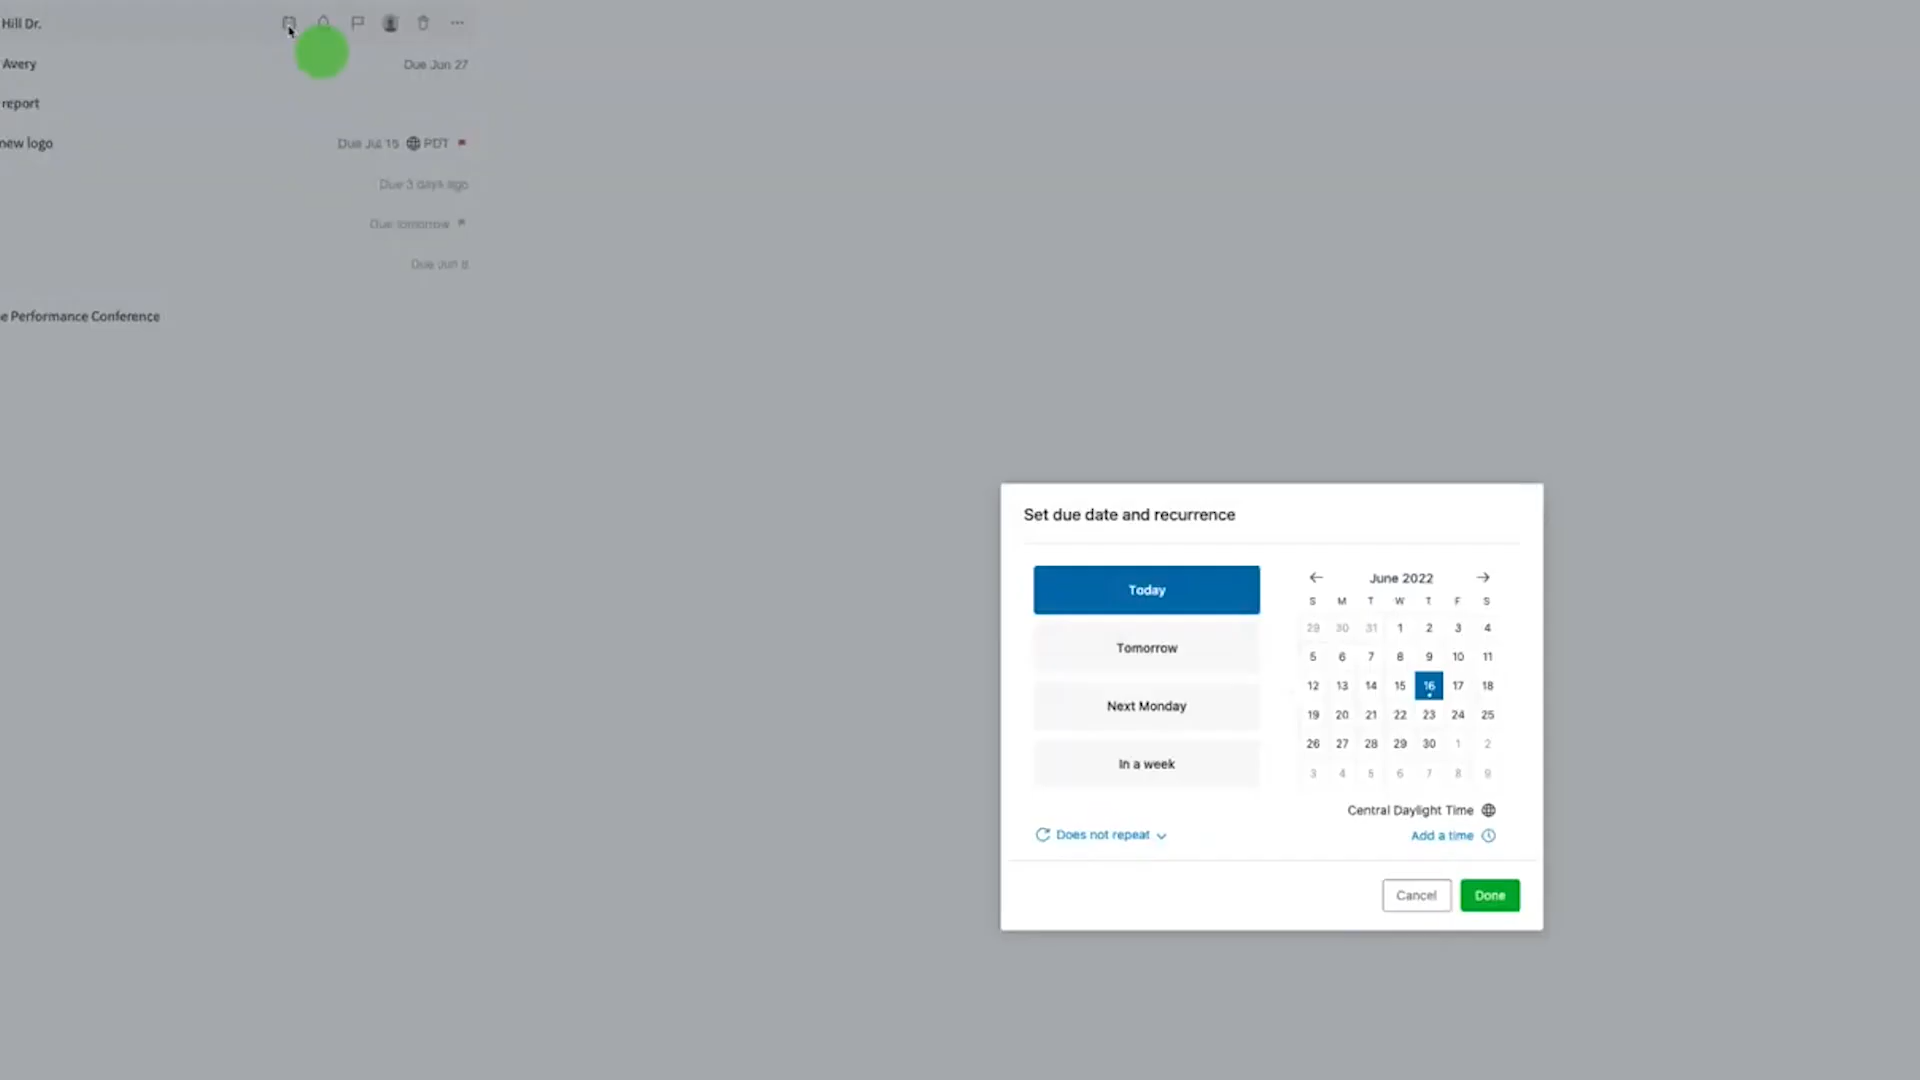 Hill Dr.
Avery
Due Jun 27
report
new logo
Due Jul 15 PDT
Due 3 days ago
Due tomorrow
Due Jun 8
e Performance Conference
Set due date and recurrence
Today
Tomorrow
Next Monday
In a week
Does not repeat
June 2022
S M T W T F S
29 30 31 1 2 3 4
5 6 7 8 9 10 11
12 13 14 15 16 17 18
19 20 21 22 23 24 25
26 27 28 29 30 1 2
3 4 5 6 7 8 9
Central Daylight Time
Add a time
Cancel
Done